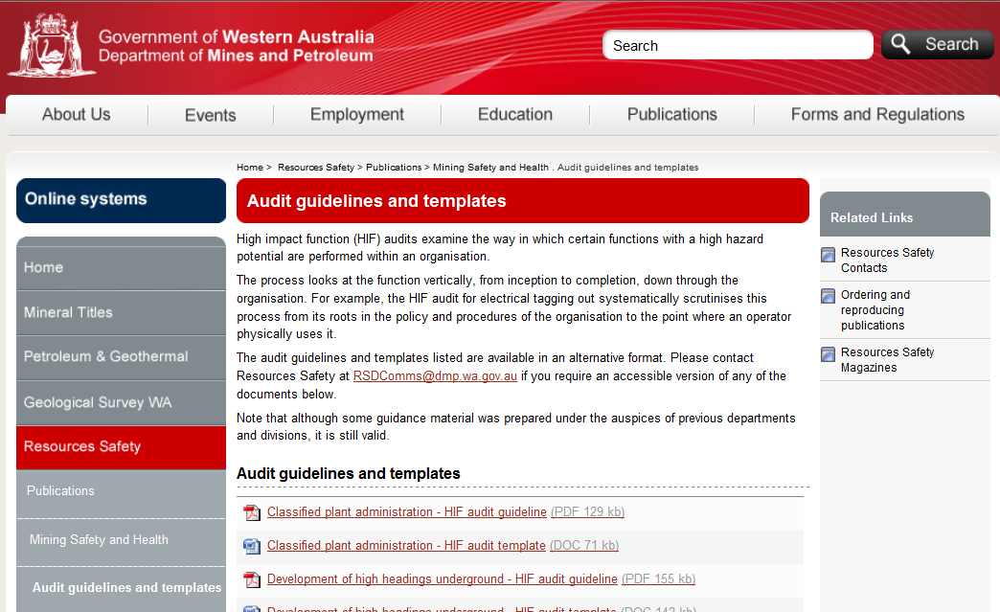 Government of Western Australia
Department of Mines and Petroleum
Search
Search
About Us
Events
Employment
Education
Publications
Forms and Regulations
Home > Resources Safety > Publications > Mining Safety and Health . Audit guidelines and templates
Online systems
Home
Mineral Titles
Petroleum & Geothermal
Geological Survey WA
Resources Safety
Publications
Mining Safety and Health
Audit guidelines and templates
Audit guidelines and templates
High impact function (HIF) audits examine the way in which certain functions with a high hazard
potential are performed within an organisation.
The process looks at the function vertically, from inception to completion, down through the
organisation. For example, the HIF audit for electrical tagging out systematically scrutinises this
process from its roots in the policy and procedures of the organisation to the point where an operator
physically uses it.
The audit guidelines and templates listed are available in an alternative format. Please contact
Resources Safety at RSDComms@dmp.wa.gov.au if you require an accessible version of any of the
documents below.
Note that although some guidance material was prepared under the auspices of previous departments
and divisions, it is still valid.
Audit guidelines and templates
Classified plant administration - HIF audit guideline (PDF 129 kb)
Classified plant administration - HIF audit template (DOC 71 kb)
Development of high headings underground - HIF audit guideline (PDF 155 kb)
Development of high headings underground - HIF audit template (DOC 142 kb)
Related Links
Resources Safety
Contacts
Ordering and
reproducing
publications
Resources Safety
Magazines